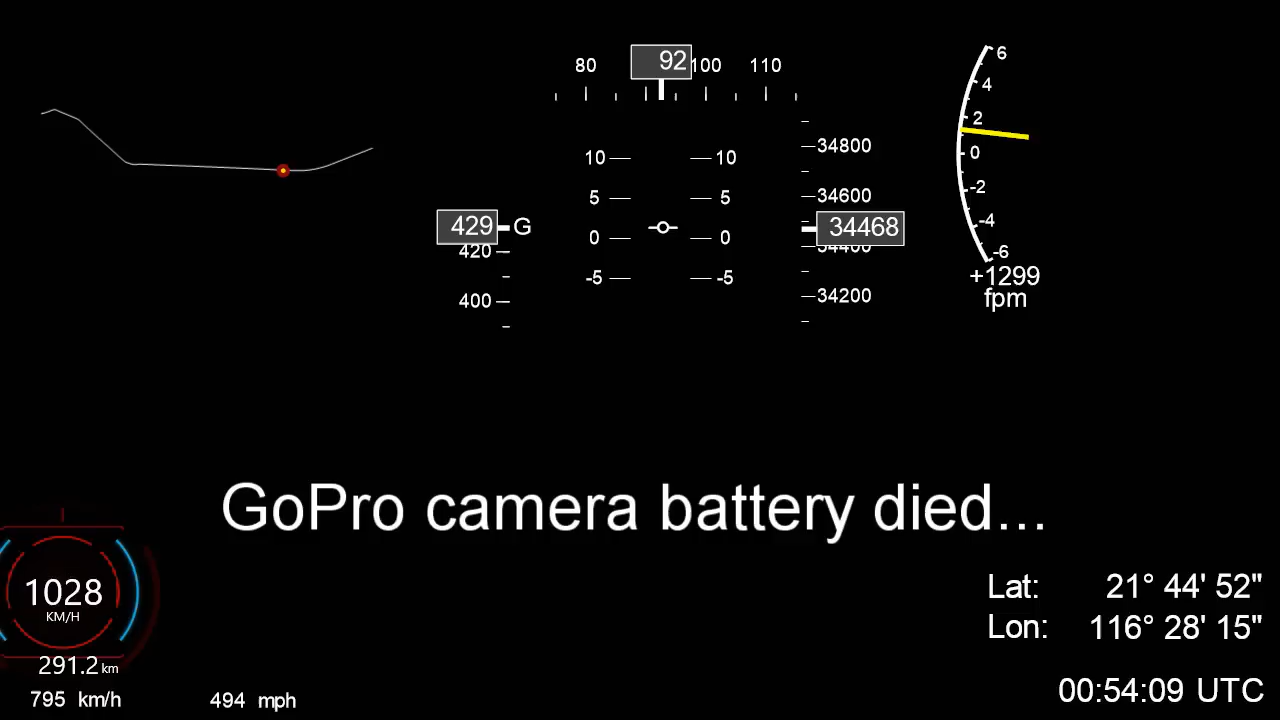 80 92 100 110
6
4
2
0
-2
-4
-6
+1299
fpm
10 10
5 5
0 0
-5 -5
34800
34600
34468
34400
34200
429 G
420
400
GoPro camera battery died...
1028
KM/H
291.2 km
795 km/h 494 mph
Lat: 21° 44' 52"
Lon: 116° 28' 15"
00:54:09 UTC